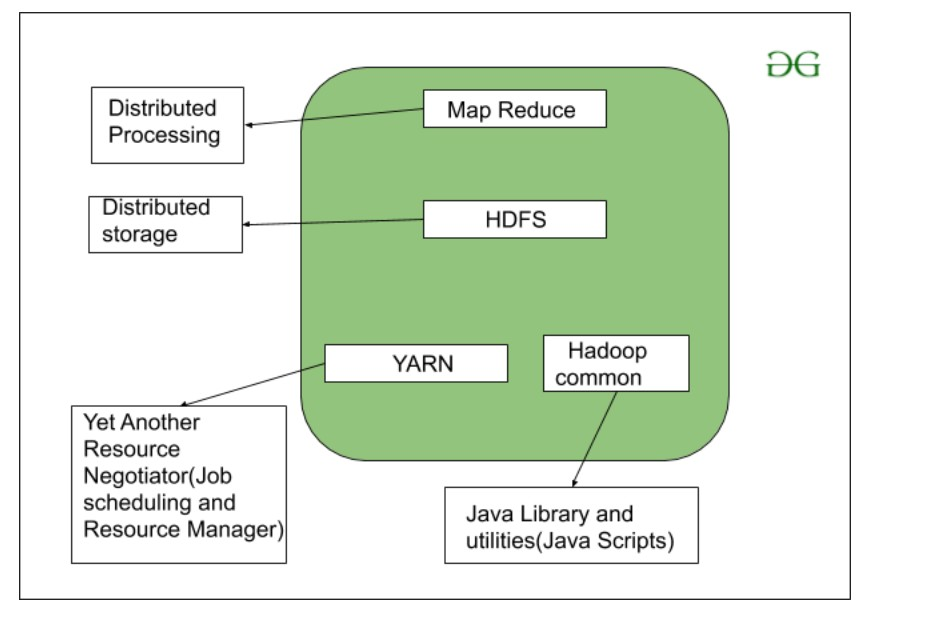 Distributed
Processing
Map Reduce
Distributed
storage
HDFS
YARN
Hadoop
common
Yet Another
Resource
Negotiator(Job
scheduling and
Resource Manager)
Java Library and
utilities(Java Scripts)